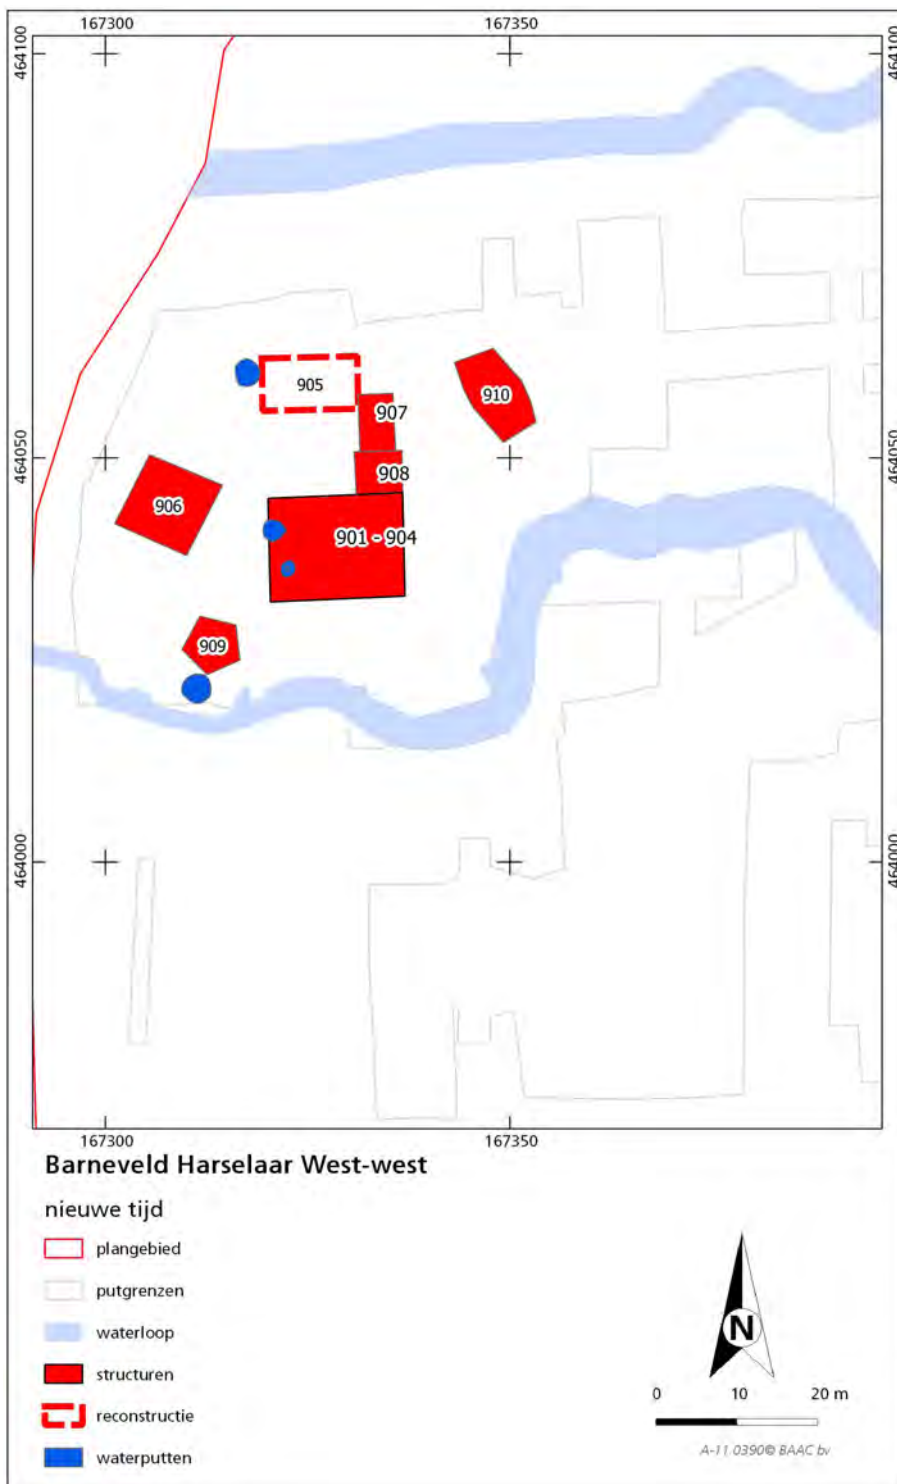 167300 167350
464100 464100
905
907
910
464050 464050
908
906
901 - 904
909
464000 464000
167300 167350
Barneveld Harselaar West-west
nieuwe tijd
plangebied
putgrenzen
waterloop
structuren
reconstructie
waterputten
N
0 10 20 m
A-11.0390© BAAC bv